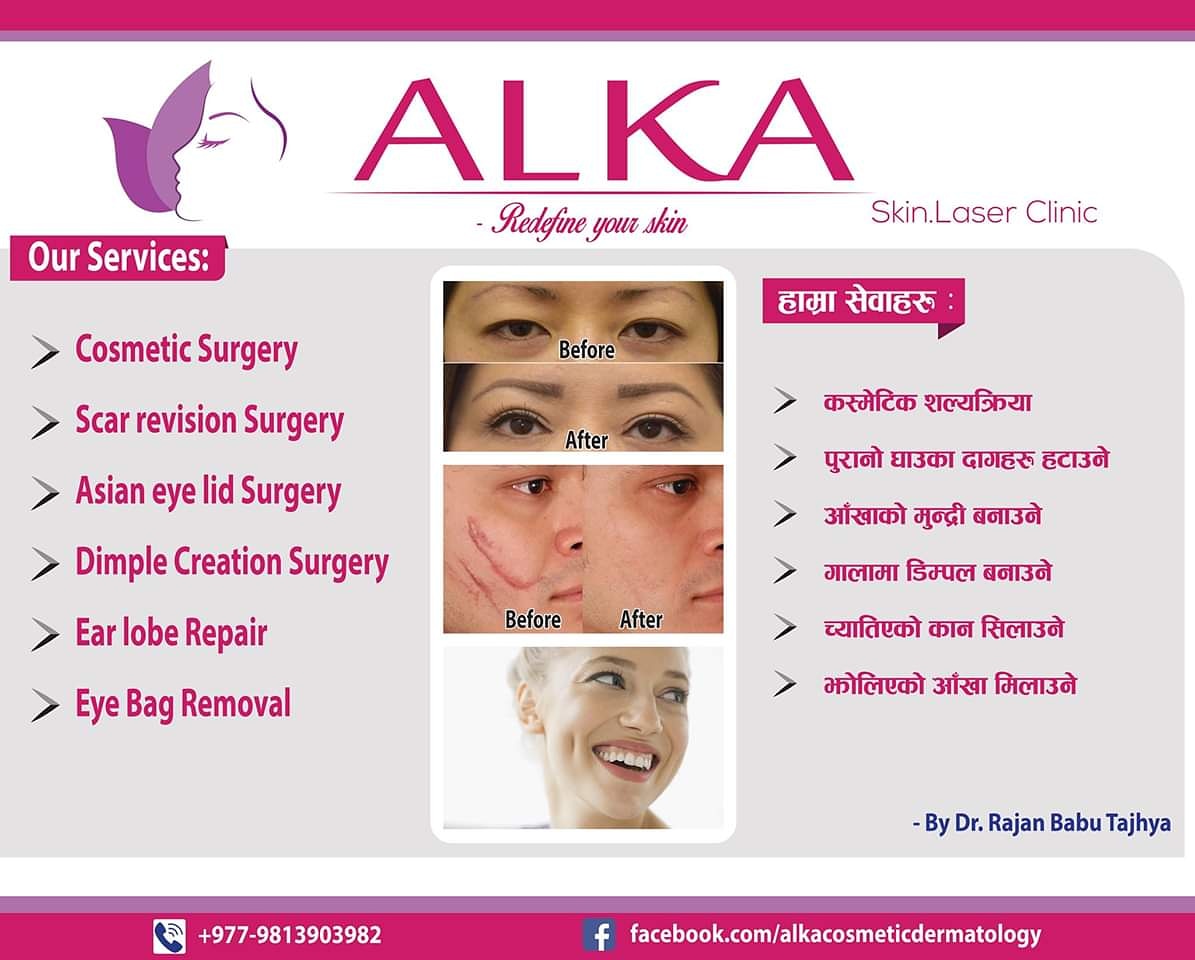 ALKA
- Redefine your skin
Skin.Laser Clinic
Our Services:
Cosmetic Surgery
Scar revision Surgery
Asian eye lid Surgery
Dimple Creation Surgery
Ear lobe Repair
Eye Bag Removal
Before
After
Before
After
हाम्रा सेवाहरू :
कस्मेटिक शल्यक्रिया
पुरानो घाउका दागहरू हटाउने
आँखाको मुन्द्री बनाउने
गालामा डिम्पल बनाउने
च्यातिएको कान सिलाउने
झोलिएको आँखा मिलाउने
- By Dr. Rajan Babu Tajhya
+977-9813903982
facebook.com/alkacosmeticdermatology